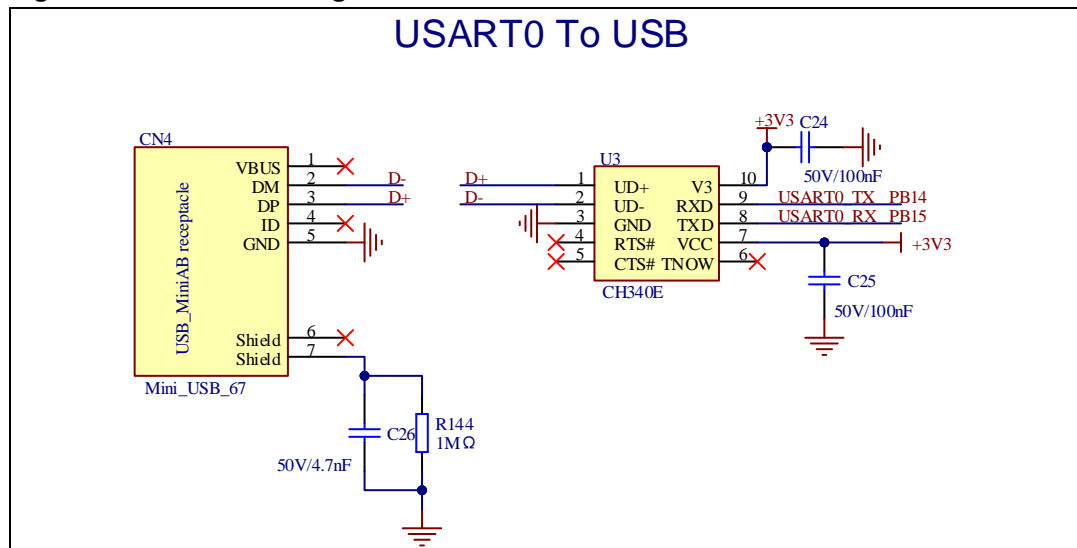 USART0 To USB
CN4
USB_MiniAB receptacle
VBUS 1
DM 2 D-
DP 3 D+
ID 4
GND 5
Shield 6
Shield 7
Mini_USB_67
C26
50V/4.7nF
R144
1MΩ
U3
D+ 1 UD+
D- 2 UD-
3 GND
4 RTS#
5 CTS#
V3 10
RXD 9 USART0_TX_PB14
TXD 8 USART0_RX_PB15
VCC 7
TNOW 6
CH340E
+3V3
C24
50V/100nF
+3V3
C25
50V/100nF